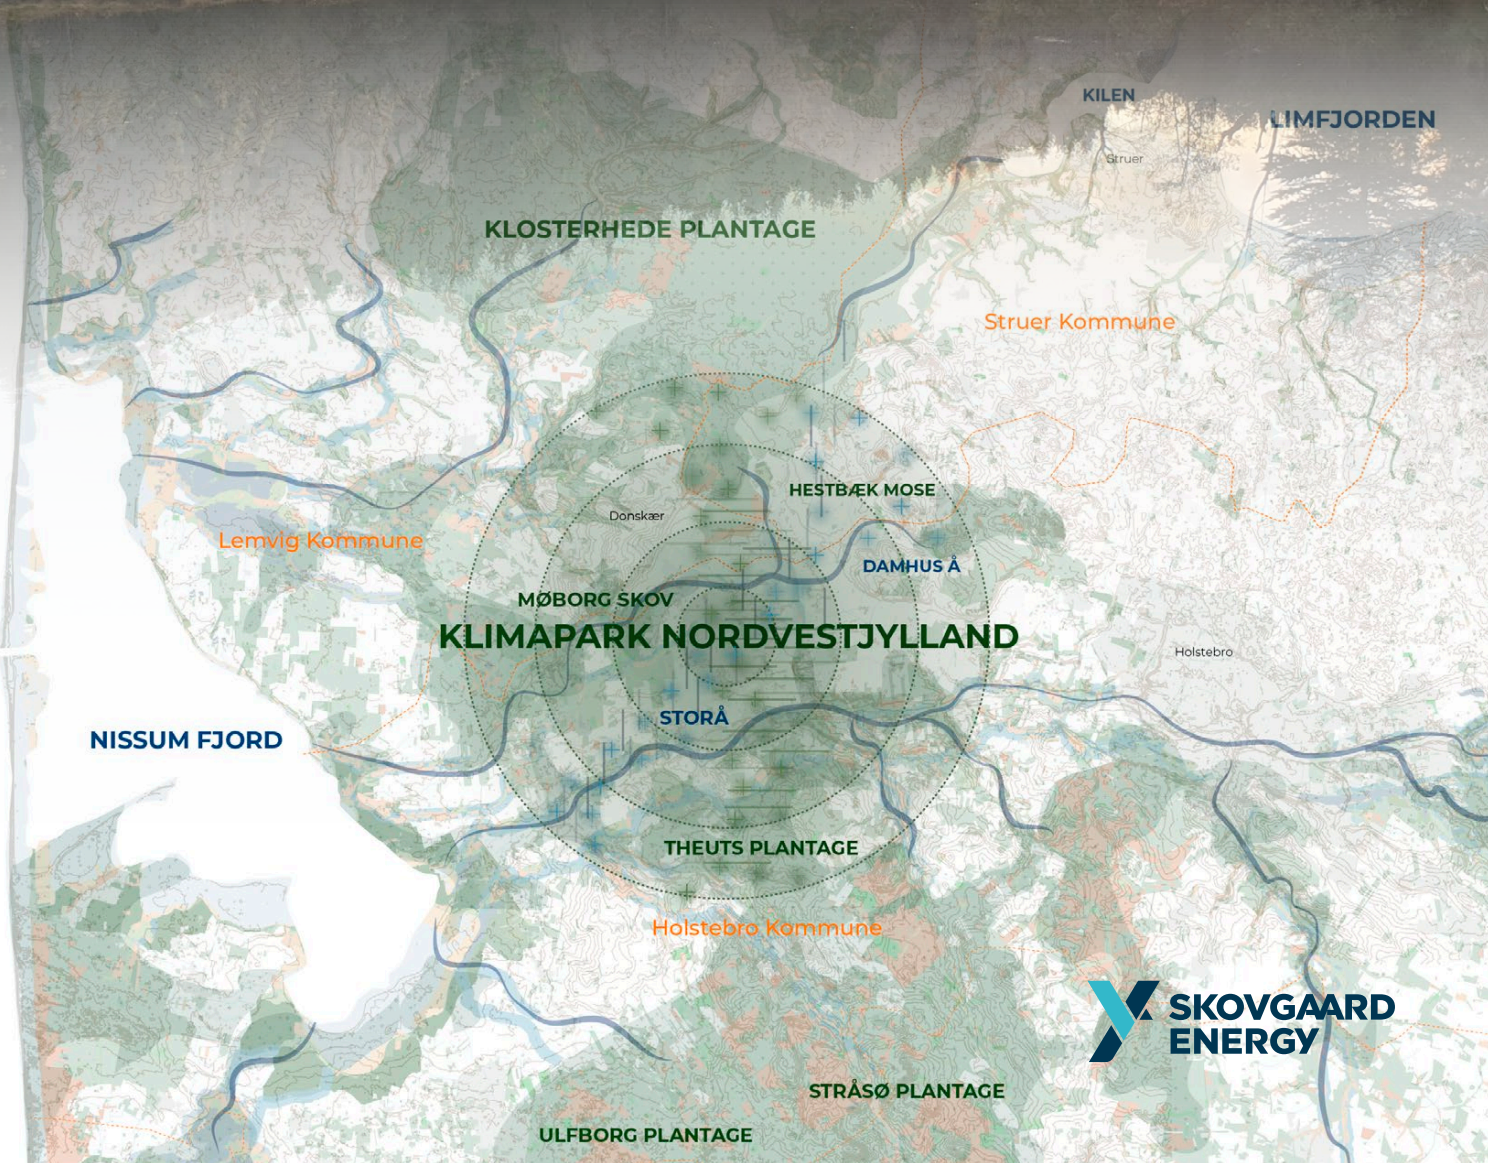 KILEN
LIMFJORDEN
Struer
KLOSTERHEDE PLANTAGE
Struer Kommune
HESTBÆK MOSE
Donskær
Lemvig Kommune
DAMHUS Å
MØBORG SKOV
KLIMAPARK NORDVESTJYLLAND
Holstebro
STORÅ
NISSUM FJORD
THEUTS PLANTAGE
Holstebro Kommune
SKOVGAARD
ENERGY
STRÅSØ PLANTAGE
ULFBORG PLANTAGE